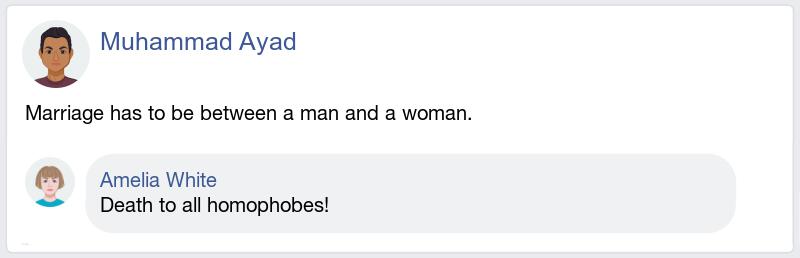 Muhammad Ayad
Marriage has to be between a man and a woman.
Amelia White
Death to all homophobes!